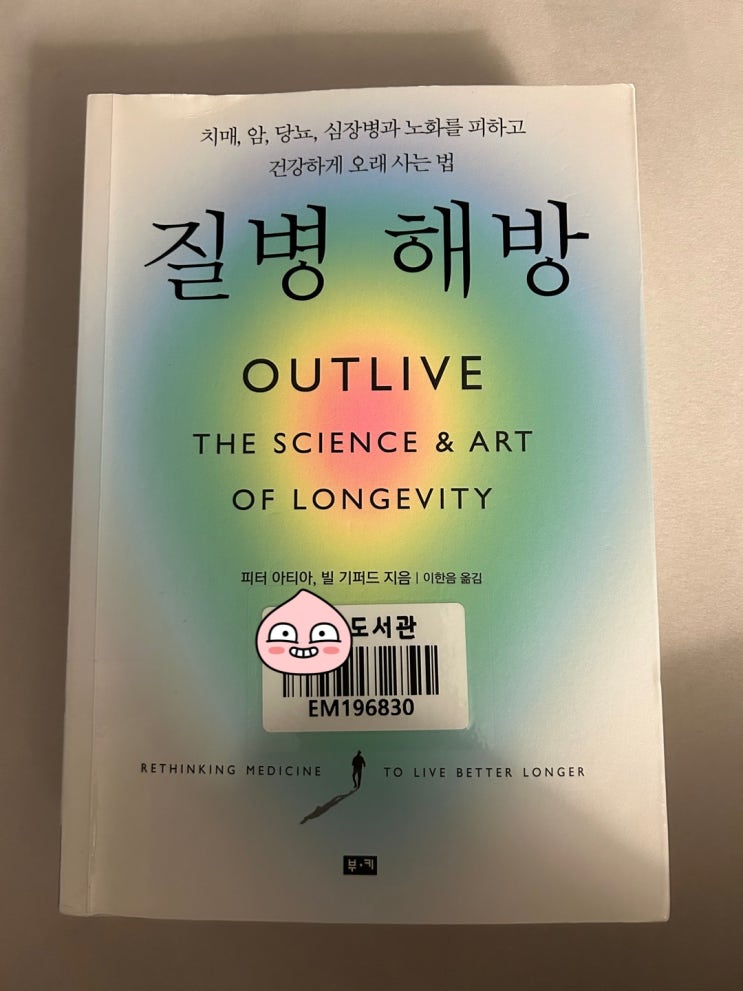 치매, 암, 당뇨, 심장병과 노화를 피하고
건강하게 오래 사는 법
질병 해방
OUTLIVE
THE SCIENCE & ART
OF LONGEVITY
피터 아티아, 빌 기퍼드 지음 | 이한음 옮김
도서관
EM196830
RETHINKING MEDICINE TO LIVE BETTER LONGER
부·키